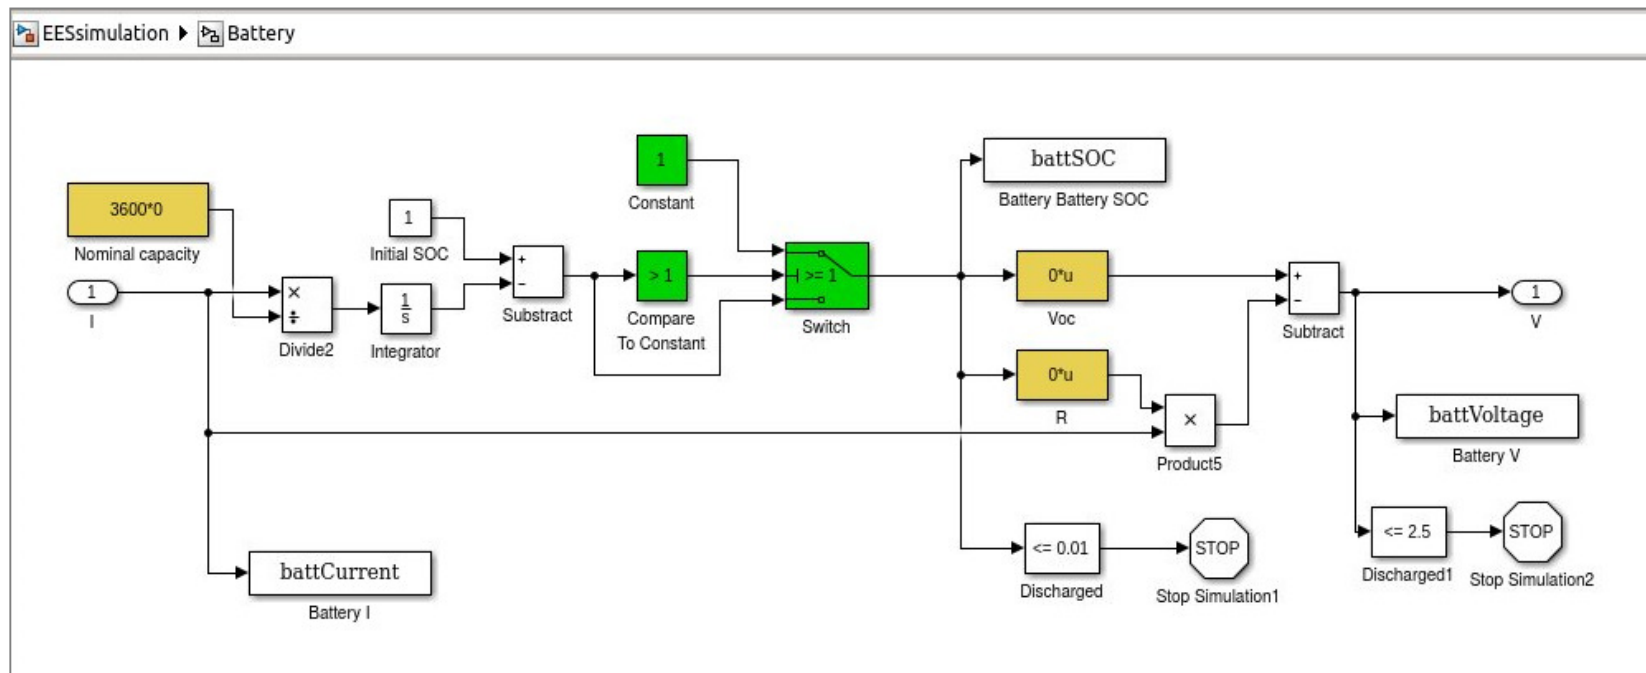 EESsimulation Battery
1
Constant
battSOC
Battery Battery SOC
3600*0
Nominal capacity
1
Initial SOC
1
I
×
÷
Divide2
1
s
Integrator
+
−
Substract
> 1
Compare
To Constant
>= 1
Switch
0*u
Voc
0*u
R
×
Product5
+
−
Subtract
1
V
battVoltage
Battery V
battCurrent
Battery I
<= 0.01
Discharged
STOP
Stop Simulation1
<= 2.5
Discharged1
STOP
Stop Simulation2